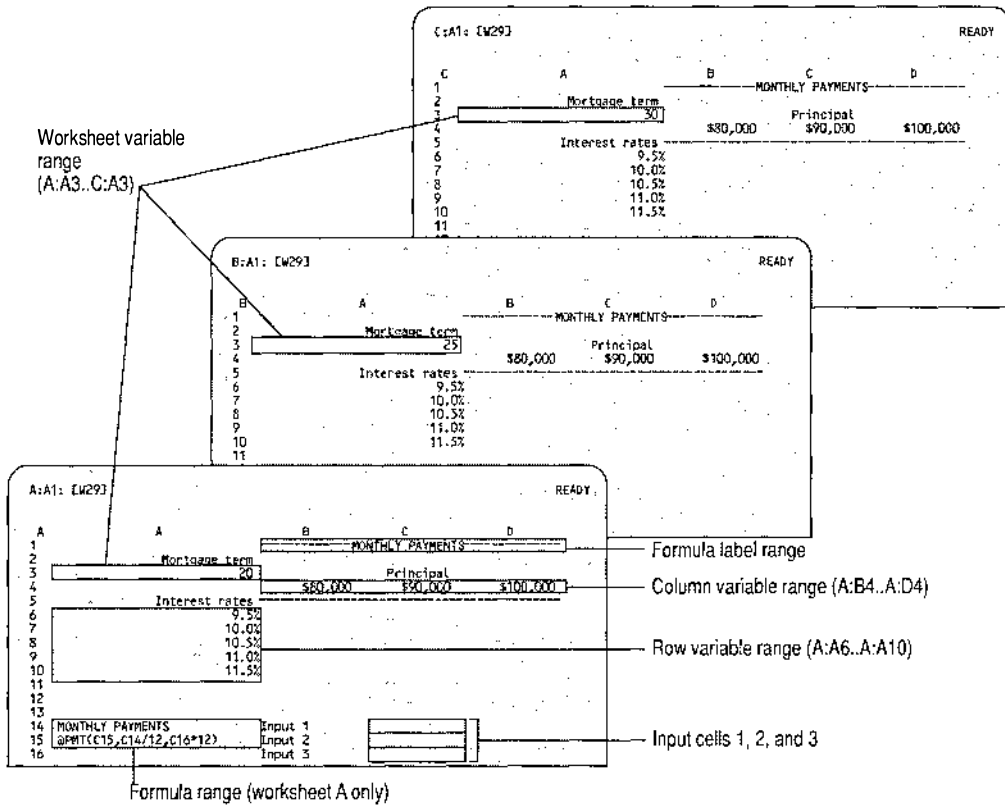 C:A1: [W29] READY
C A B C D
1 MONTHLY PAYMENTS
2 Mortgage term
3 30 Principal
4 $80,000 $90,000 $100,000
5 Interest rates
6 9.5%
7 10.0%
8 10.5%
9 11.0%
10 11.5%
11
Worksheet variable
range
(A:A3..C:A3)
B:A1: [W29] READY
B A B C D
1 MONTHLY PAYMENTS
2 Mortgage term
3 25 Principal
4 $80,000 $90,000 $100,000
5 Interest rates
6 9.5%
7 10.0%
8 10.5%
9 11.0%
10 11.5%
11
A:A1: [W29] READY
A A B C D
1 MONTHLY PAYMENTS
2 Mortgage term
3 20 Principal
4 $80,000 $90,000 $100,000
5 Interest rates
6 9.5%
7 10.0%
8 10.5%
9 11.0%
10 11.5%
11
12
13
14 MONTHLY PAYMENTS Input 1
15 @PMT(C15,C14/12,C16*12) Input 2
16 Input 3
Formula label range
Column variable range (A:B4..A:D4)
Row variable range (A:A6..A:A10)
Input cells 1, 2, and 3
Formula range (worksheet A only)